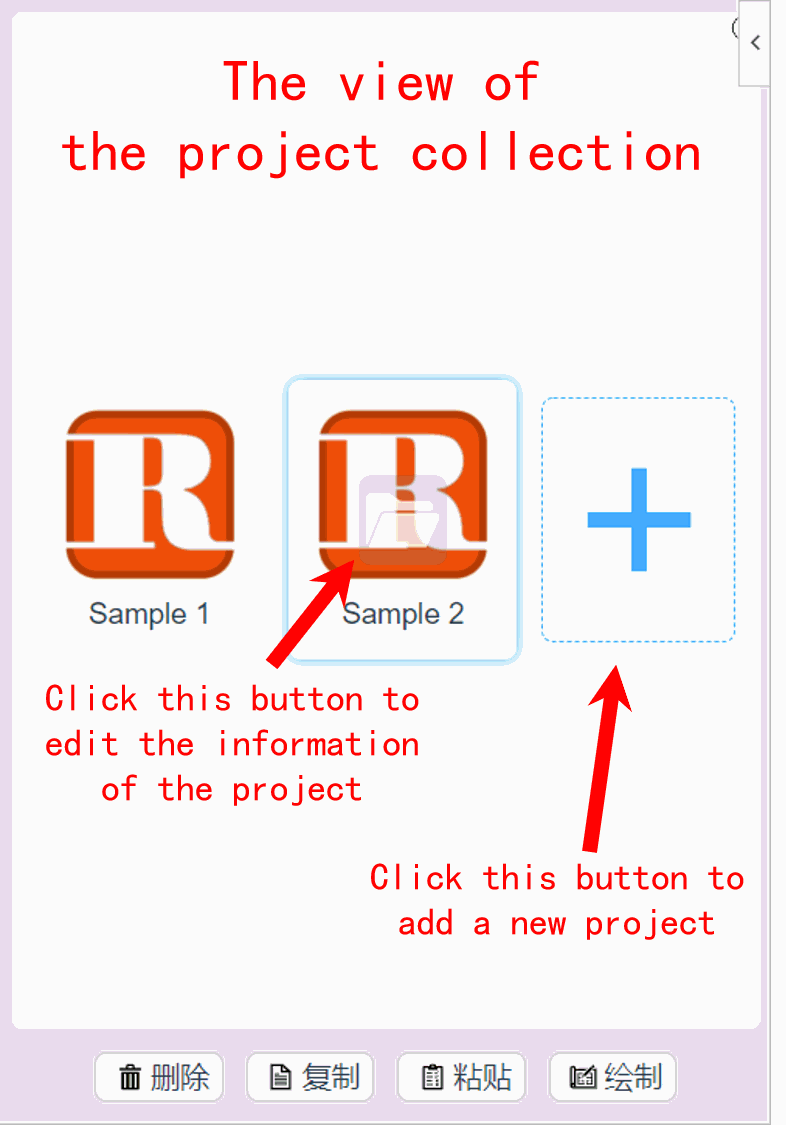 The view of
the project collection
R
R
Sample 1
Sample 2
Click this button to
edit the information
of the project
Click this button to
add a new project
删除
复制
粘贴
绘制